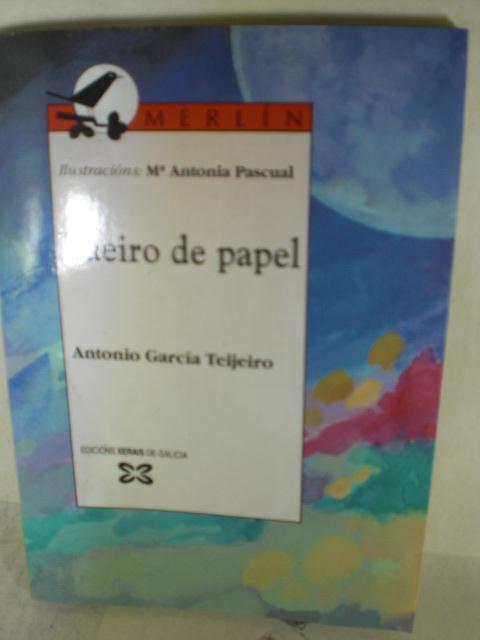 MERLÍN
Ilustracións: Mª Antonia Pascual
de papel
Antonio García Teijeiro
EDICIÓNS XERAIS DE GALICIA